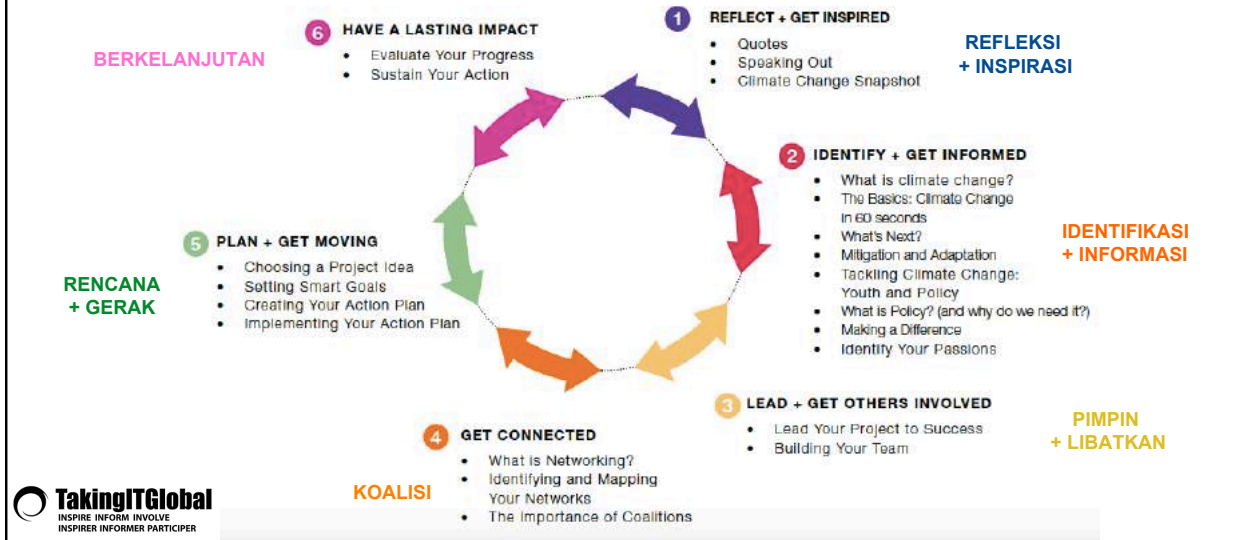 1 REFLECT + GET INSPIRED
• Quotes
• Speaking Out
• Climate Change Snapshot
REFLEKSI
+ INSPIRASI
2 IDENTIFY + GET INFORMED
• What is climate change?
• The Basics: Climate Change
in 60 seconds
• What's Next?
• Mitigation and Adaptation
• Tackling Climate Change:
Youth and Policy
• What is Policy? (and why do we need it?)
• Making a Difference
• Identify Your Passions
IDENTIFIKASI
+ INFORMASI
3 LEAD + GET OTHERS INVOLVED
• Lead Your Project to Success
• Building Your Team
PIMPIN
+ LIBATKAN
4 GET CONNECTED
• What is Networking?
• Identifying and Mapping
Your Networks
• The Importance of Coalitions
KOALISI
5 PLAN + GET MOVING
• Choosing a Project Idea
• Setting Smart Goals
• Creating Your Action Plan
• Implementing Your Action Plan
RENCANA
+ GERAK
6 HAVE A LASTING IMPACT
• Evaluate Your Progress
• Sustain Your Action
BERKELANJUTAN
TakingITGlobal
INSPIRE INFORM INVOLVE
INSPIRER INFORMER PARTICIPER